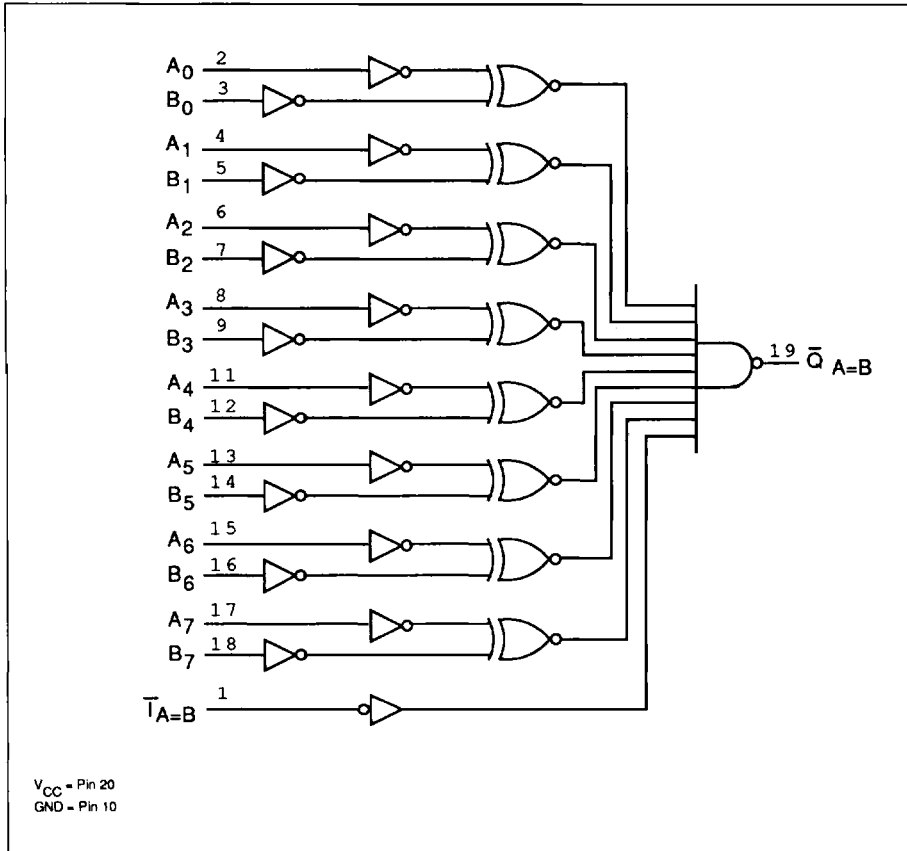 A0 2
B0 3
A1 4
B1 5
A2 6
B2 7
A3 8
B3 9
A4 11
B4 12
A5 13
B5 14
A6 15
B6 16
A7 17
B7 18
I̅A=B 1
19 Q̅ A=B
VCC = Pin 20
GND = Pin 10